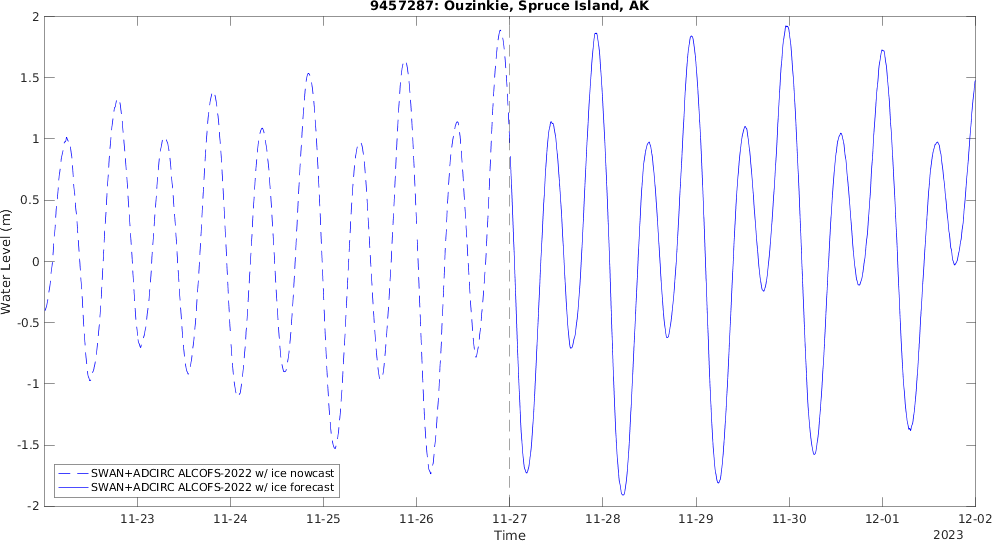 9457287: Ouzinkie, Spruce Island, AK
2
1.5
1
0.5
0
-0.5
-1
-1.5
-2
Water Level (m)
SWAN+ADCIRC ALCOFS-2022 w/ ice nowcast
SWAN+ADCIRC ALCOFS-2022 w/ ice forecast
11-23 11-24 11-25 11-26 11-27 11-28 11-29 11-30 12-01 12-02
Time
2023